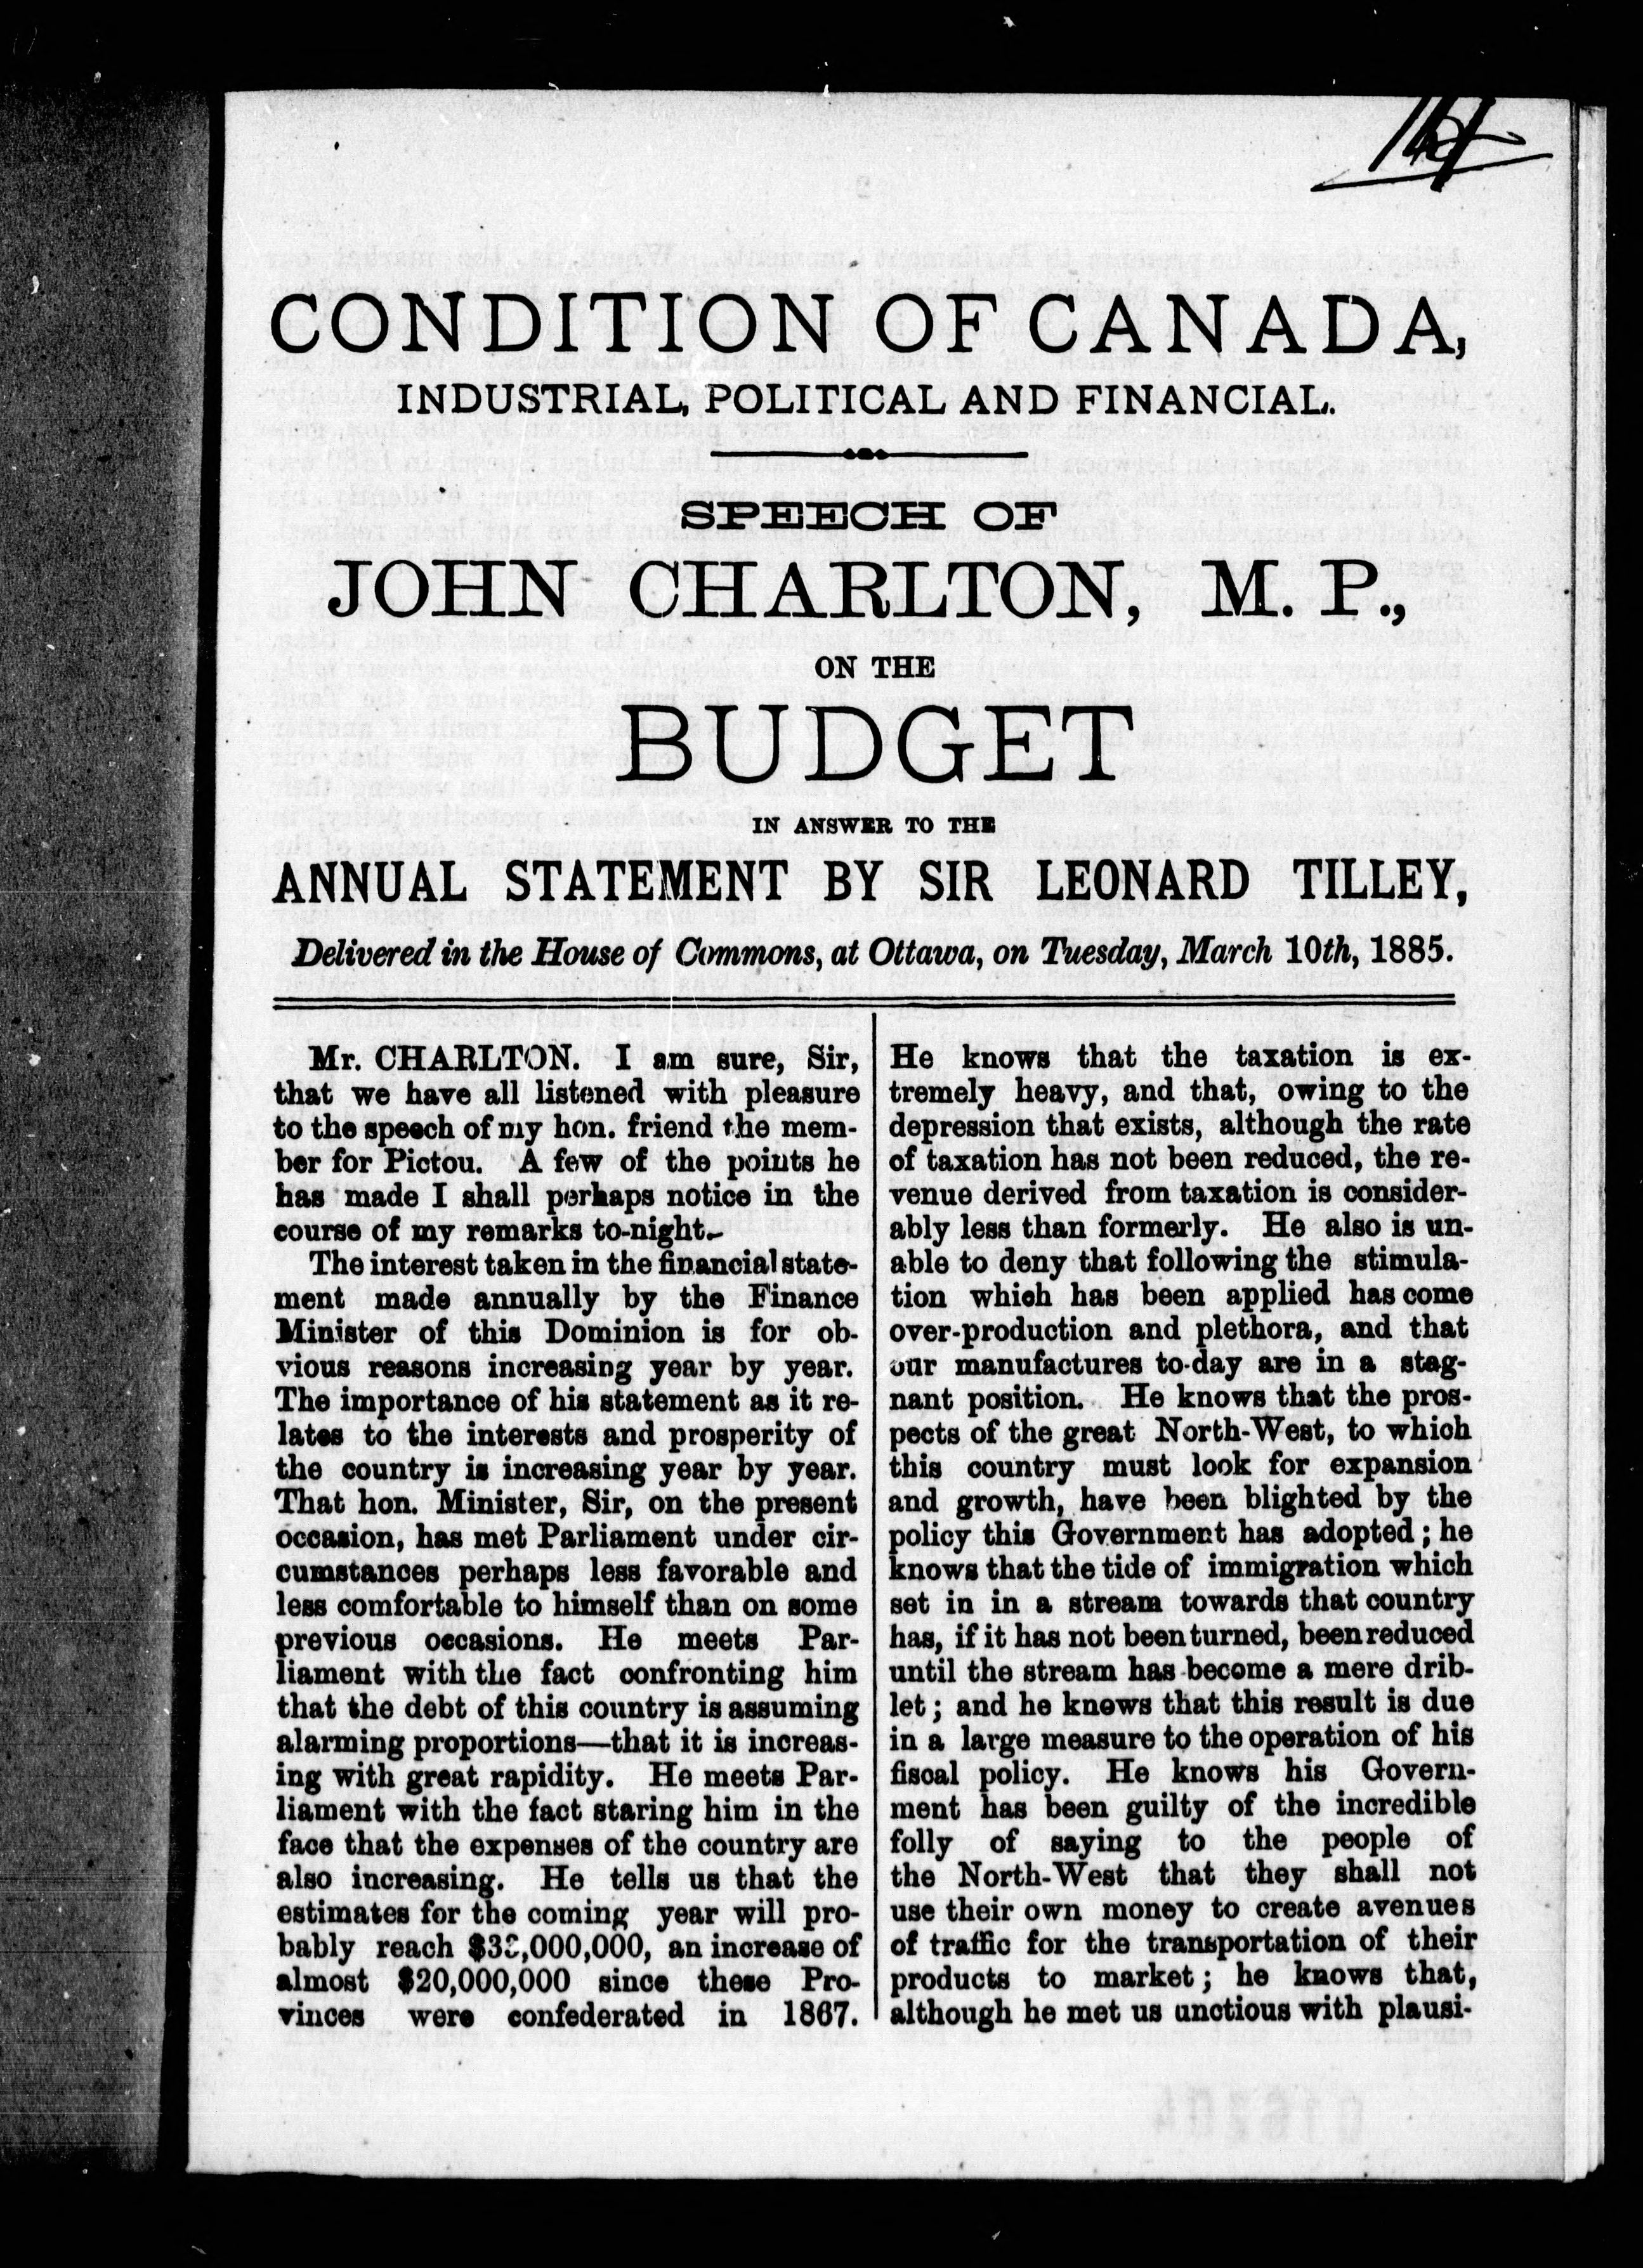 CONDITION OF CANADA,
INDUSTRIAL, POLITICAL AND FINANCIAL.
SPEECH OF
JOHN CHARLTON, M. P.,
ON THE
BUDGET
IN ANSWER TO THE
ANNUAL STATEMENT BY SIR LEONARD TILLEY,
Delivered in the House of Commons, at Ottawa, on Tuesday, March 10th, 1885.
Mr. CHARLTON. I am sure, Sir,
that we have all listened with pleasure
to the speech of my hon. friend the mem-
ber for Pictou. A few of the points he
has made I shall perhaps notice in the
course of my remarks to-night.
The interest taken in the financial state-
ment made annually by the Finance
Minister of this Dominion is for ob-
vious reasons increasing year by year.
The importance of his statement as it re-
lates to the interests and prosperity of
the country is increasing year by year.
That hon. Minister, Sir, on the present
occasion, has met Parliament under cir-
cumstances perhaps less favorable and
less comfortable to himself than on some
previous occasions. He meets Par-
liament with the fact confronting him
that the debt of this country is assuming
alarming proportions—that it is increas-
ing with great rapidity. He meets Par-
liament with the fact staring him in the
face that the expenses of the country are
also increasing. He tells us that the
estimates for the coming year will pro-
bably reach an increase of
almost $20,000,000 since these Pro-
vinces were confederated in 1867.
He knows that the taxation is ex-
tremely heavy, and that, owing to the
depression that exists, although the rate
of taxation has not been reduced, the re-
venue derived from taxation is consider-
ably less than formerly. He also is un-
able to deny that following the stimula-
tion which has been applied has come
over-production and plethora, and that
our manufactures to-day are in a stag-
nant position. He knows that the pros-
pects of the great North-West, to which
this country must look for expansion
and growth, have been blighted by the
policy this Government has adopted; he
knows that the tide of immigration which
set in in a stream towards that country
has, if it has not been turned, been reduced
until the stream has become a mere drib-
let; and he knows that this result is due
in a large measure to the operation of his
fiscal policy. He knows his Govern-
ment has been guilty of the incredible
folly of saying to the people of
the North-West that they shall not
use their own money to create avenues
of traffic for the transportation of their
products to market; he knows that,
although he met us unctious with plausi-